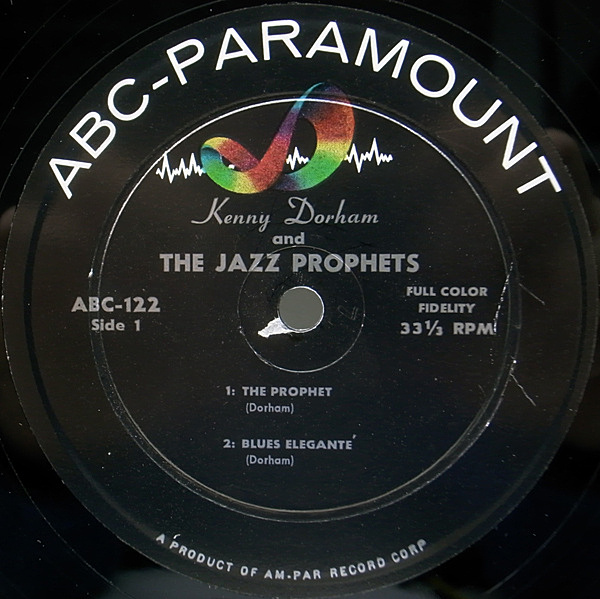 ABC-PARAMOUNT
Kenny Dorham
and
THE JAZZ PROPHETS
ABC-122
Side 1
FULL COLOR
FIDELITY
33⅓ RPM
1: THE PROPHET
(Dorham)
2: BLUES ELEGANTE´
(Dorham)
A PRODUCT OF AM-PAR RECORD CORP